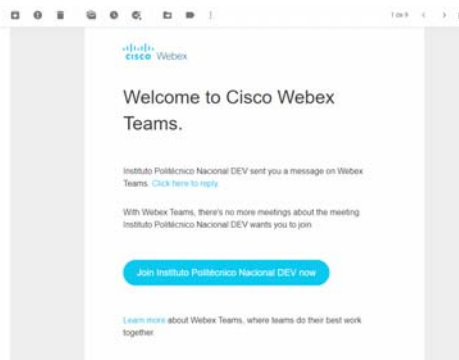 1 de 9
CISCO Webex
Welcome to Cisco Webex
Teams.
Instituto Politécnico Nacional DEV sent you a message on Webex
Teams. Click here to reply.
With Webex Teams, there's no more meetings about the meeting.
Instituto Politécnico Nacional DEV wants you to join
Join Instituto Politécnico Nacional DEV now
Learn more about Webex Teams, where teams do their best work
together.